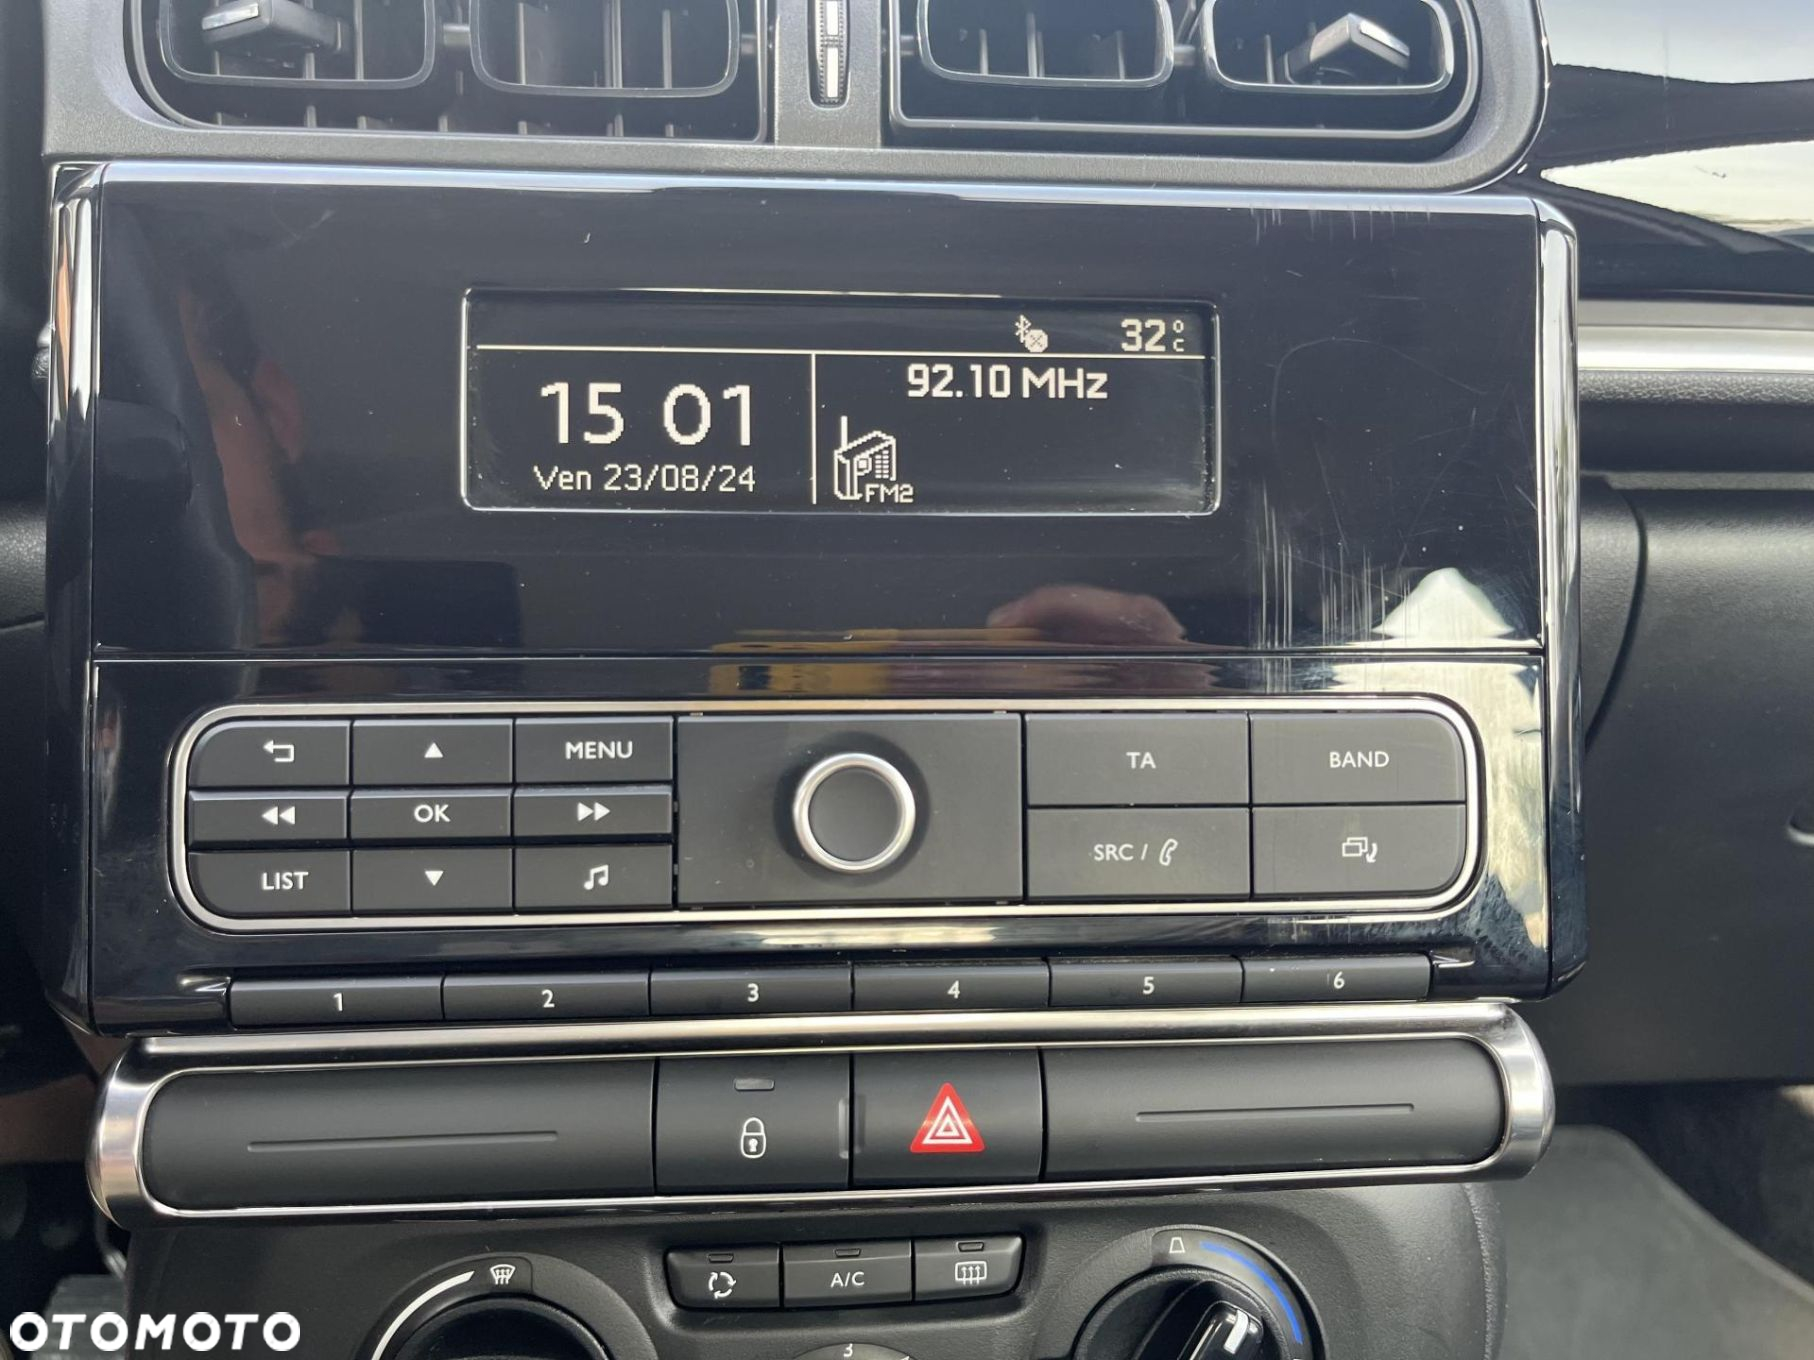 32°C
15 01
92.10 MHz
Ven 23/08/24
FM2
MENU
TA
BAND
OK
SRC /
LIST
1 2 3 4 5 6
A/C
3
OTOMOTO